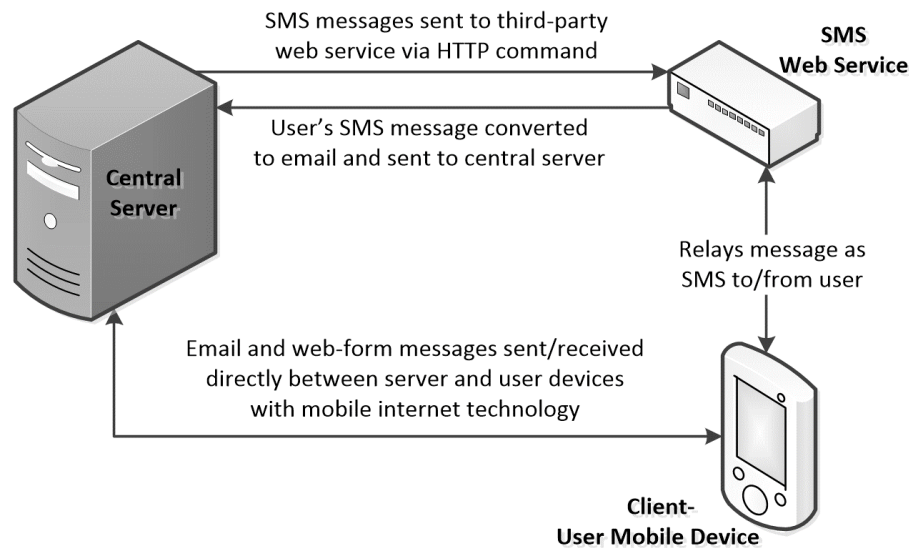 SMS messages sent to third-party
web service via HTTP command
SMS
Web Service
User's SMS message converted
to email and sent to central server
Central
Server
Relays message as
SMS to/from user
Email and web-form messages sent/received
directly between server and user devices
with mobile internet technology
Client-
User Mobile Device